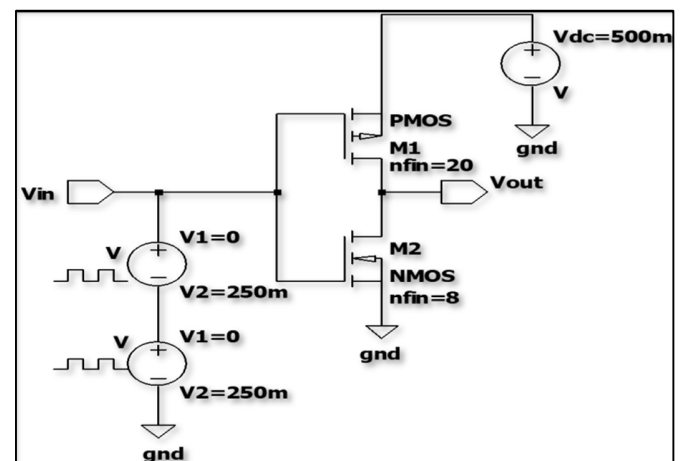 Vdc=500m
V
gnd
PMOS
M1
nfin=20
Vin
Vout
V1=0
V
V2=250m
M2
NMOS
nfin=8
V1=0
V
V2=250m
gnd
gnd